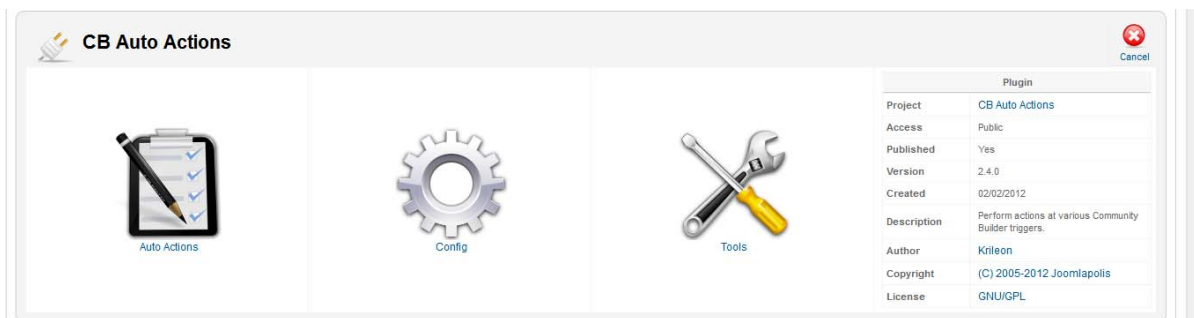 CB Auto Actions
Cancel
Auto Actions
Config
Tools
Plugin
Project CB Auto Actions
Access Public
Published Yes
Version 2.4.0
Created 02/02/2012
Description Perform actions at various Community
Builder triggers.
Author Krileon
Copyright (C) 2005-2012 Joomlapolis
License GNU/GPL